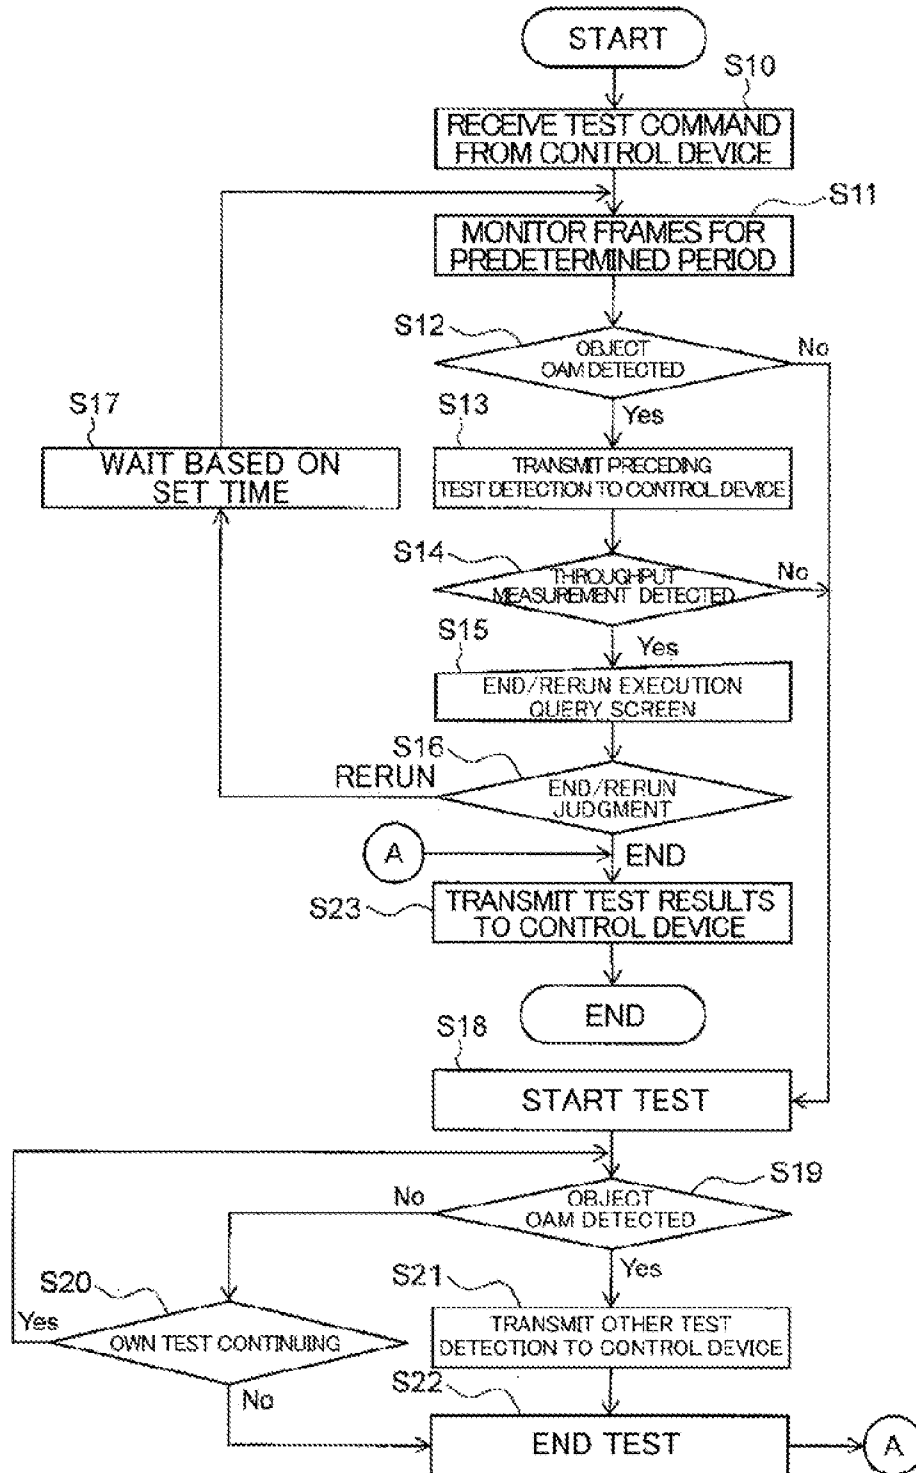 START
S10
RECEIVE TEST COMMAND
FROM CONTROL DEVICE
S11
MONITOR FRAMES FOR
PREDETERMINED PERIOD
S12
OBJECT
OAM DETECTED
No
Yes
S17
WAIT BASED ON
SET TIME
S13
TRANSMIT PRECEDING
TEST DETECTION TO CONTROL DEVICE
S14
THROUGHPUT
MEASUREMENT DETECTED
No
Yes
S15
END/RERUN EXECUTION
QUERY SCREEN
S16
RERUN
END/RERUN
JUDGMENT
A
END
S23
TRANSMIT TEST RESULTS
TO CONTROL DEVICE
END
S18
START TEST
S19
No
OBJECT
OAM DETECTED
Yes
S20
Yes
OWN TEST CONTINUING
No
S21
TRANSMIT OTHER TEST
DETECTION TO CONTROL DEVICE
S22
END TEST
A